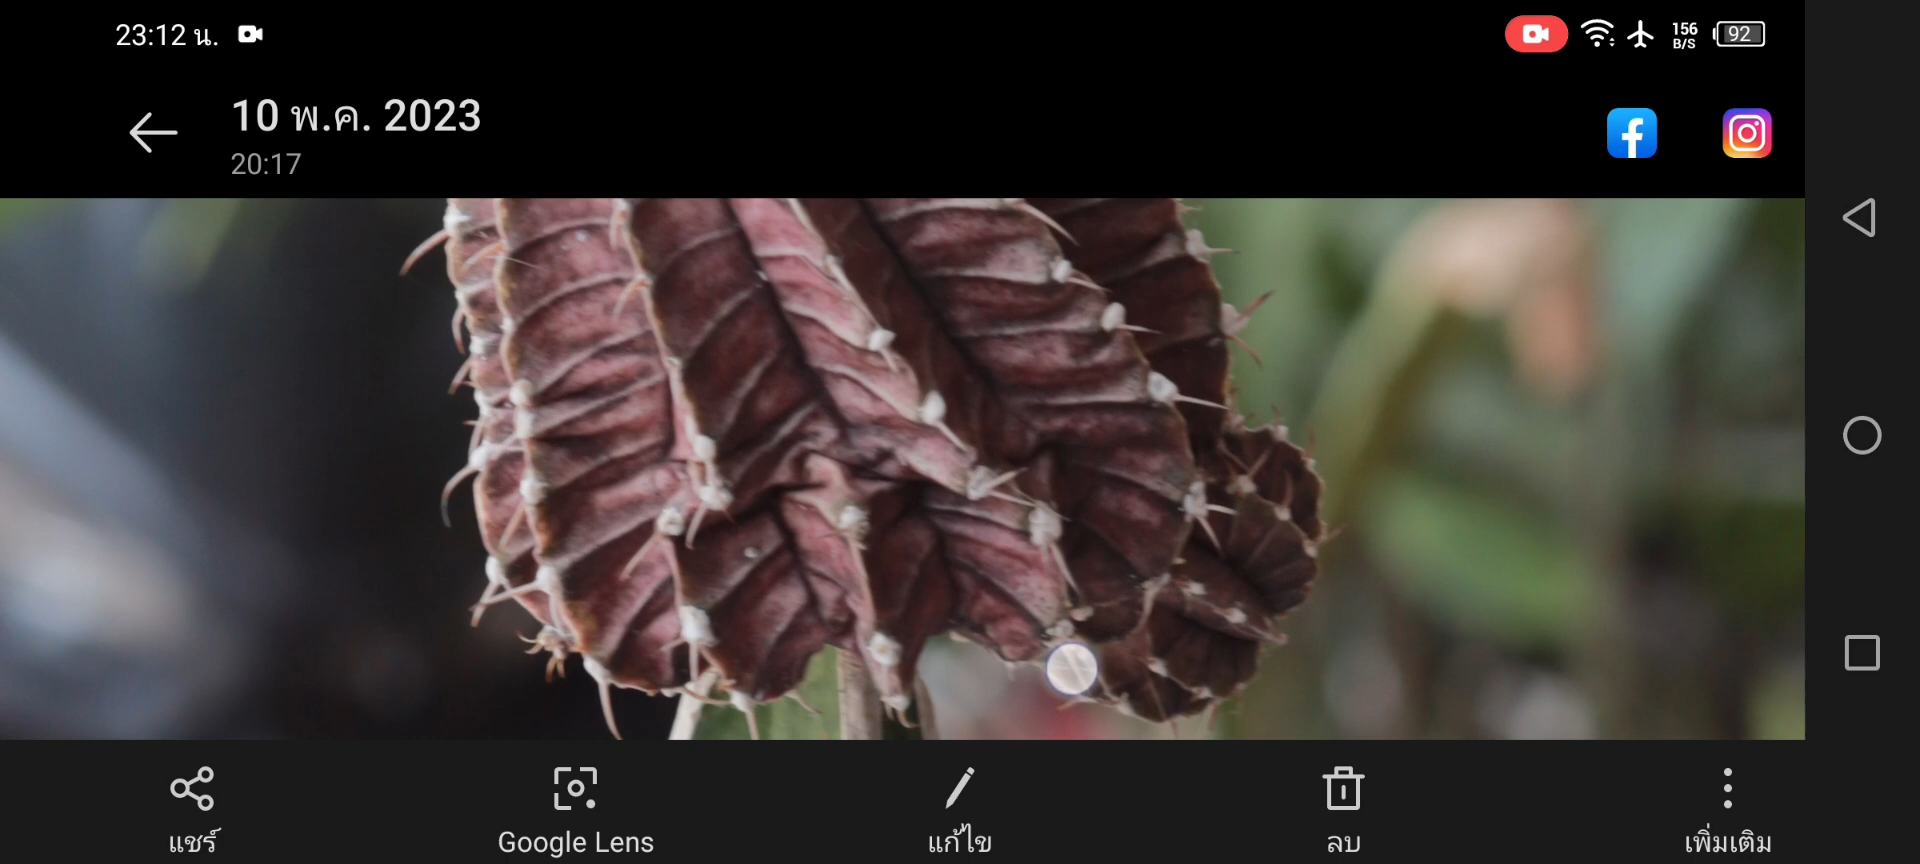 23:12 น.
156
B/S
92
10 พ.ค. 2023
20:17
แชร์
Google Lens
แก้ไข
ลบ
เพิ่มเติม